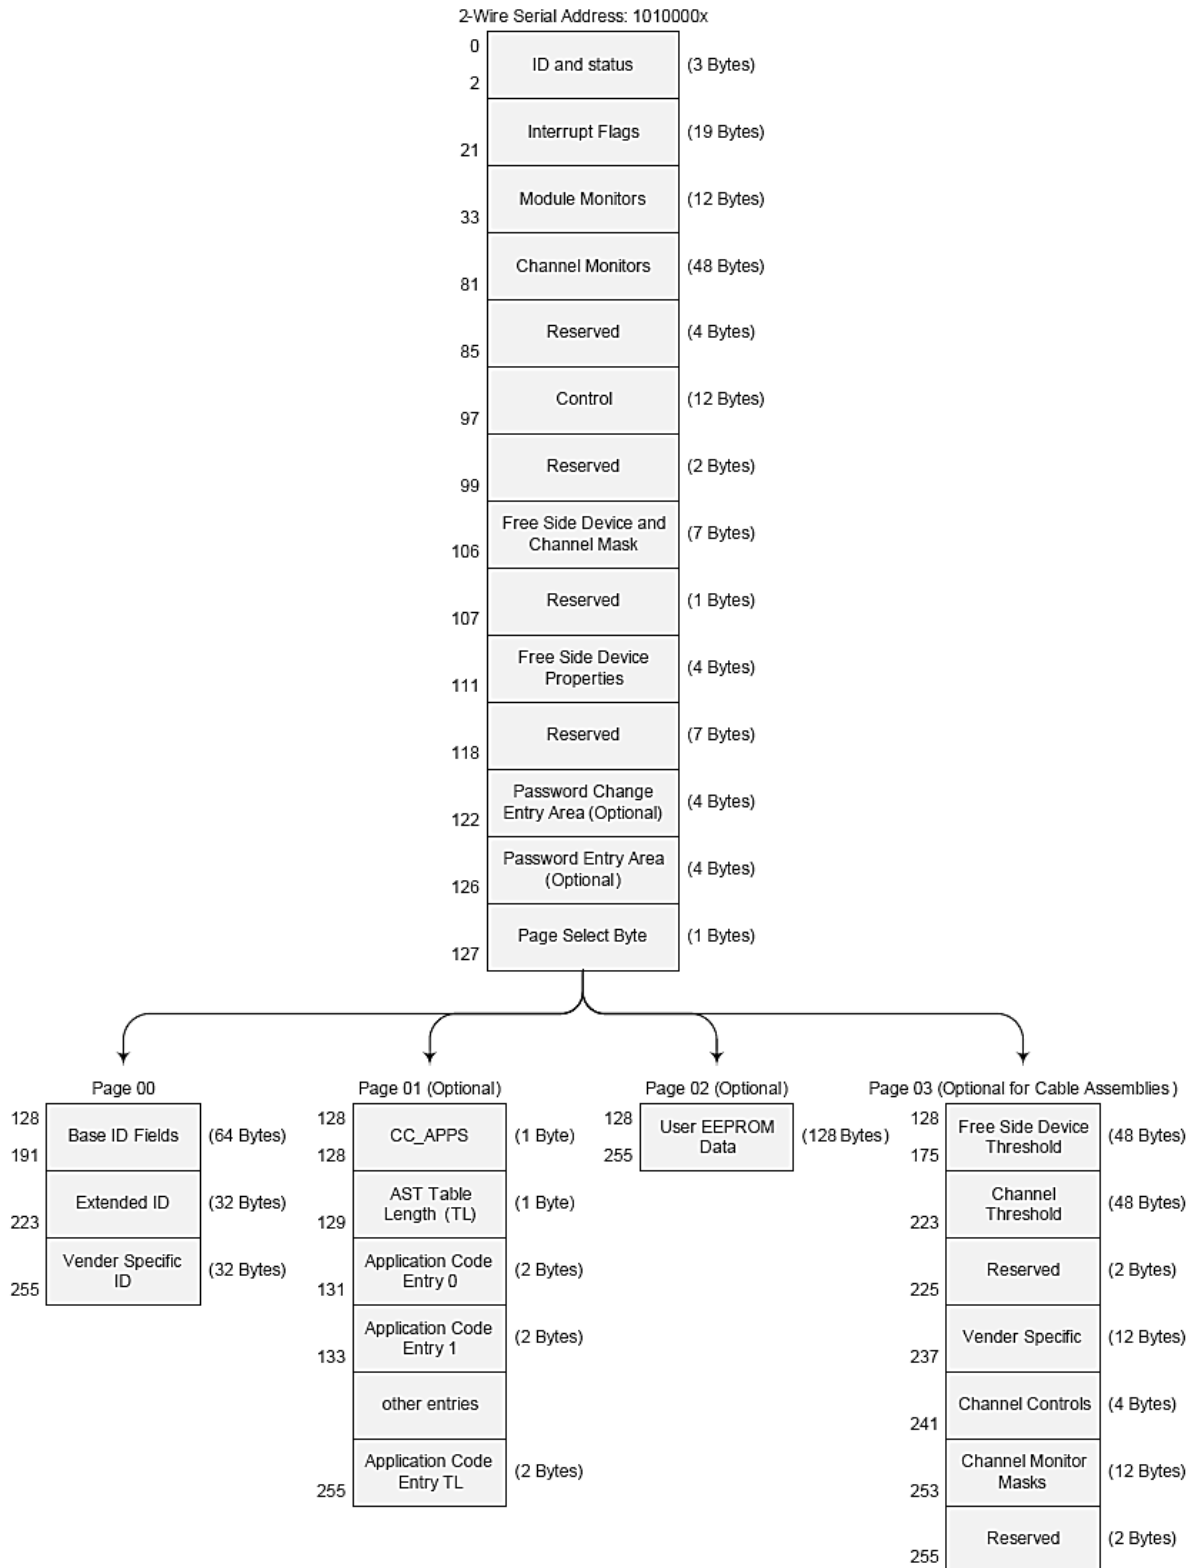 2-Wire Serial Address: 1010000x
0
ID and status
(3 Bytes)
2
Interrupt Flags
(19 Bytes)
21
Module Monitors
(12 Bytes)
33
Channel Monitors
(48 Bytes)
81
Reserved
(4 Bytes)
85
Control
(12 Bytes)
97
Reserved
(2 Bytes)
99
Free Side Device and
Channel Mask
(7 Bytes)
106
Reserved
(1 Bytes)
107
Free Side Device
Properties
(4 Bytes)
111
Reserved
(7 Bytes)
118
Password Change
Entry Area (Optional)
(4 Bytes)
122
Password Entry Area
(Optional)
(4 Bytes)
126
Page Select Byte
(1 Bytes)
127
Page 00
128
Base ID Fields
(64 Bytes)
191
Extended ID
(32 Bytes)
223
Vender Specific
ID
(32 Bytes)
255
Page 01 (Optional)
128
CC_APPS
(1 Byte)
128
AST Table
Length (TL)
(1 Byte)
129
Application Code
Entry 0
(2 Bytes)
131
Application Code
Entry 1
(2 Bytes)
133
other entries
Application Code
Entry TL
(2 Bytes)
255
Page 02 (Optional)
128
User EEPROM
Data
(128 Bytes)
255
Page 03 (Optional for Cable Assemblies)
128
Free Side Device
Threshold
(48 Bytes)
175
Channel
Threshold
(48 Bytes)
223
Reserved
(2 Bytes)
225
Vender Specific
(12 Bytes)
237
Channel Controls
(4 Bytes)
241
Channel Monitor
Masks
(12 Bytes)
253
Reserved
(2 Bytes)
255